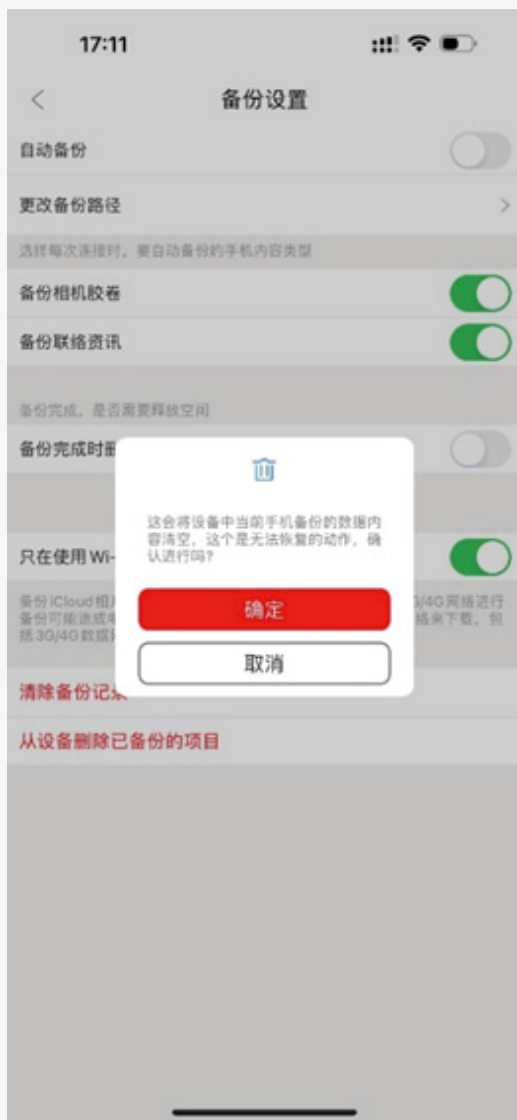 17:11
备份设置
自动备份
更改备份路径
选择每次连接时，要自动备份的手机内容类型
备份相机胶卷
备份联络资讯
备份完成，是否需要释放空间
备份完成时
这会将设备中当前手机备份的数据内
容清空，这个是无法恢复的动作，确
认进行吗?
确定
取消
只在使用 Wi-
备份 iCloud 相
3G/4G 网络进行
备份可能造成
络来下载，包
括 3G/4G 数据
清除备份记录
从设备删除已备份的项目